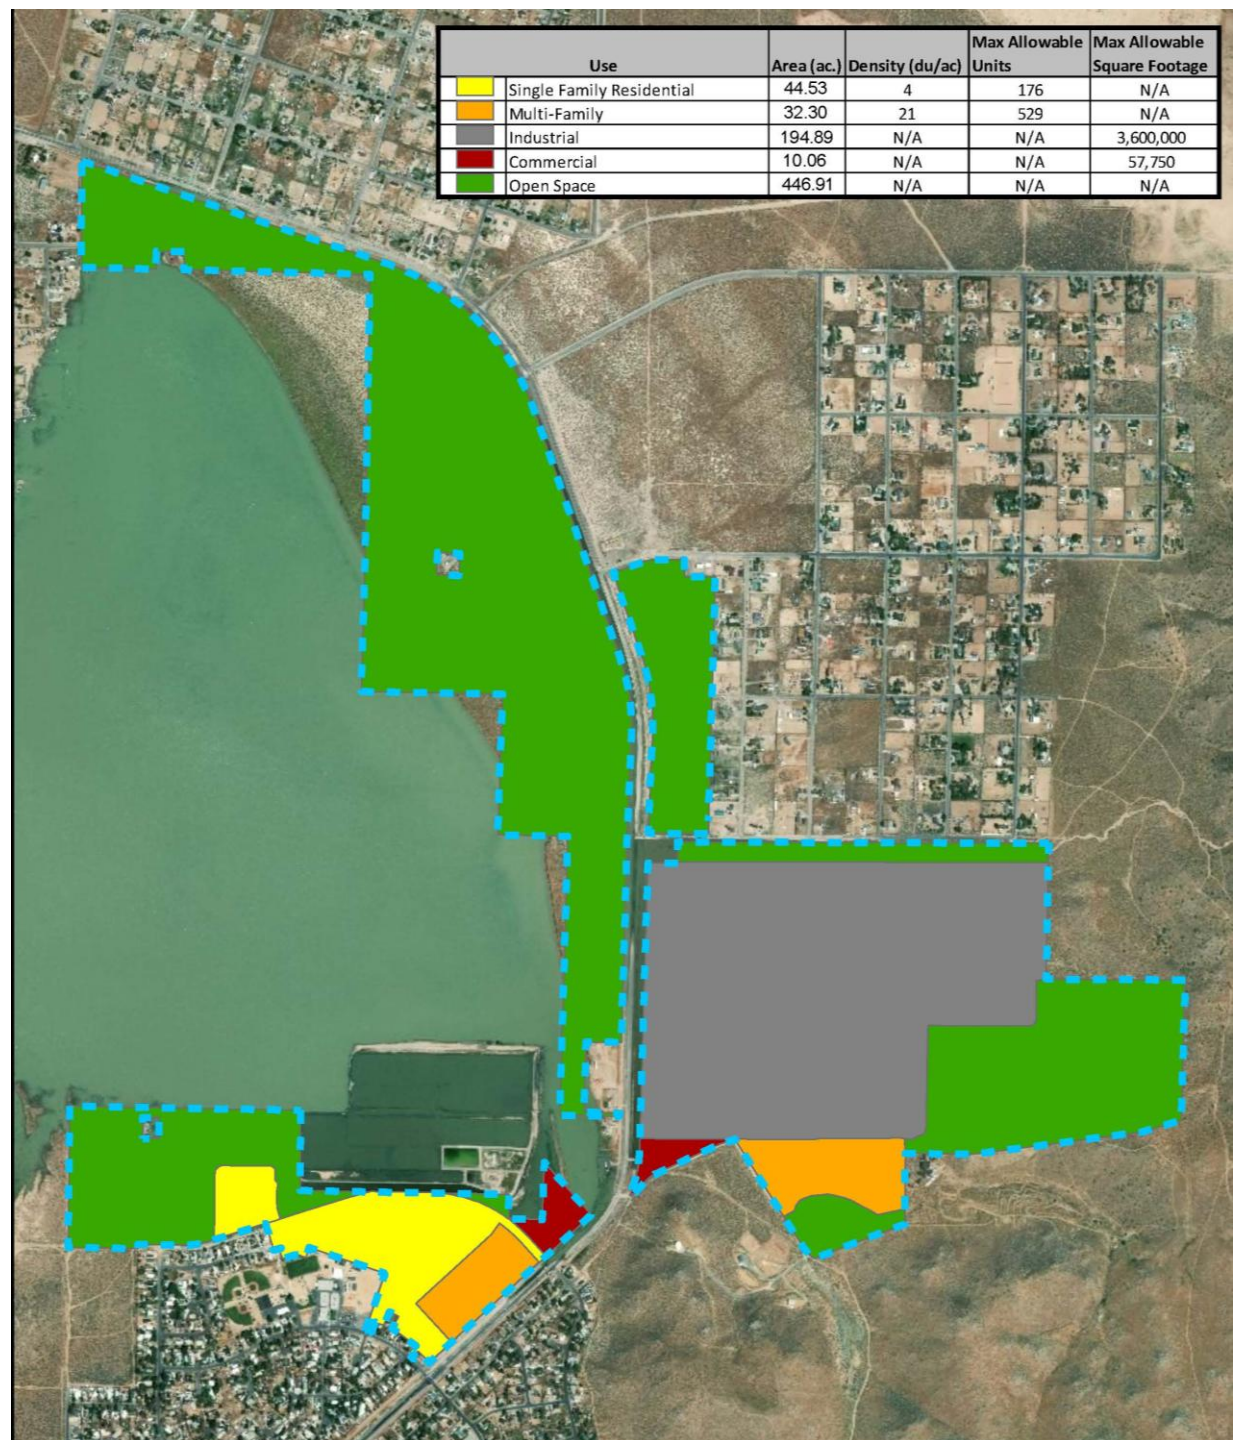 Use Area (ac.) Density (du/ac) Max Allowable Units Max Allowable Square Footage
Single Family Residential 44.53 4 176 N/A
Multi-Family 32.30 21 529 N/A
Industrial 194.89 N/A N/A 3,600,000
Commercial 10.06 N/A N/A 57,750
Open Space 446.91 N/A N/A N/A